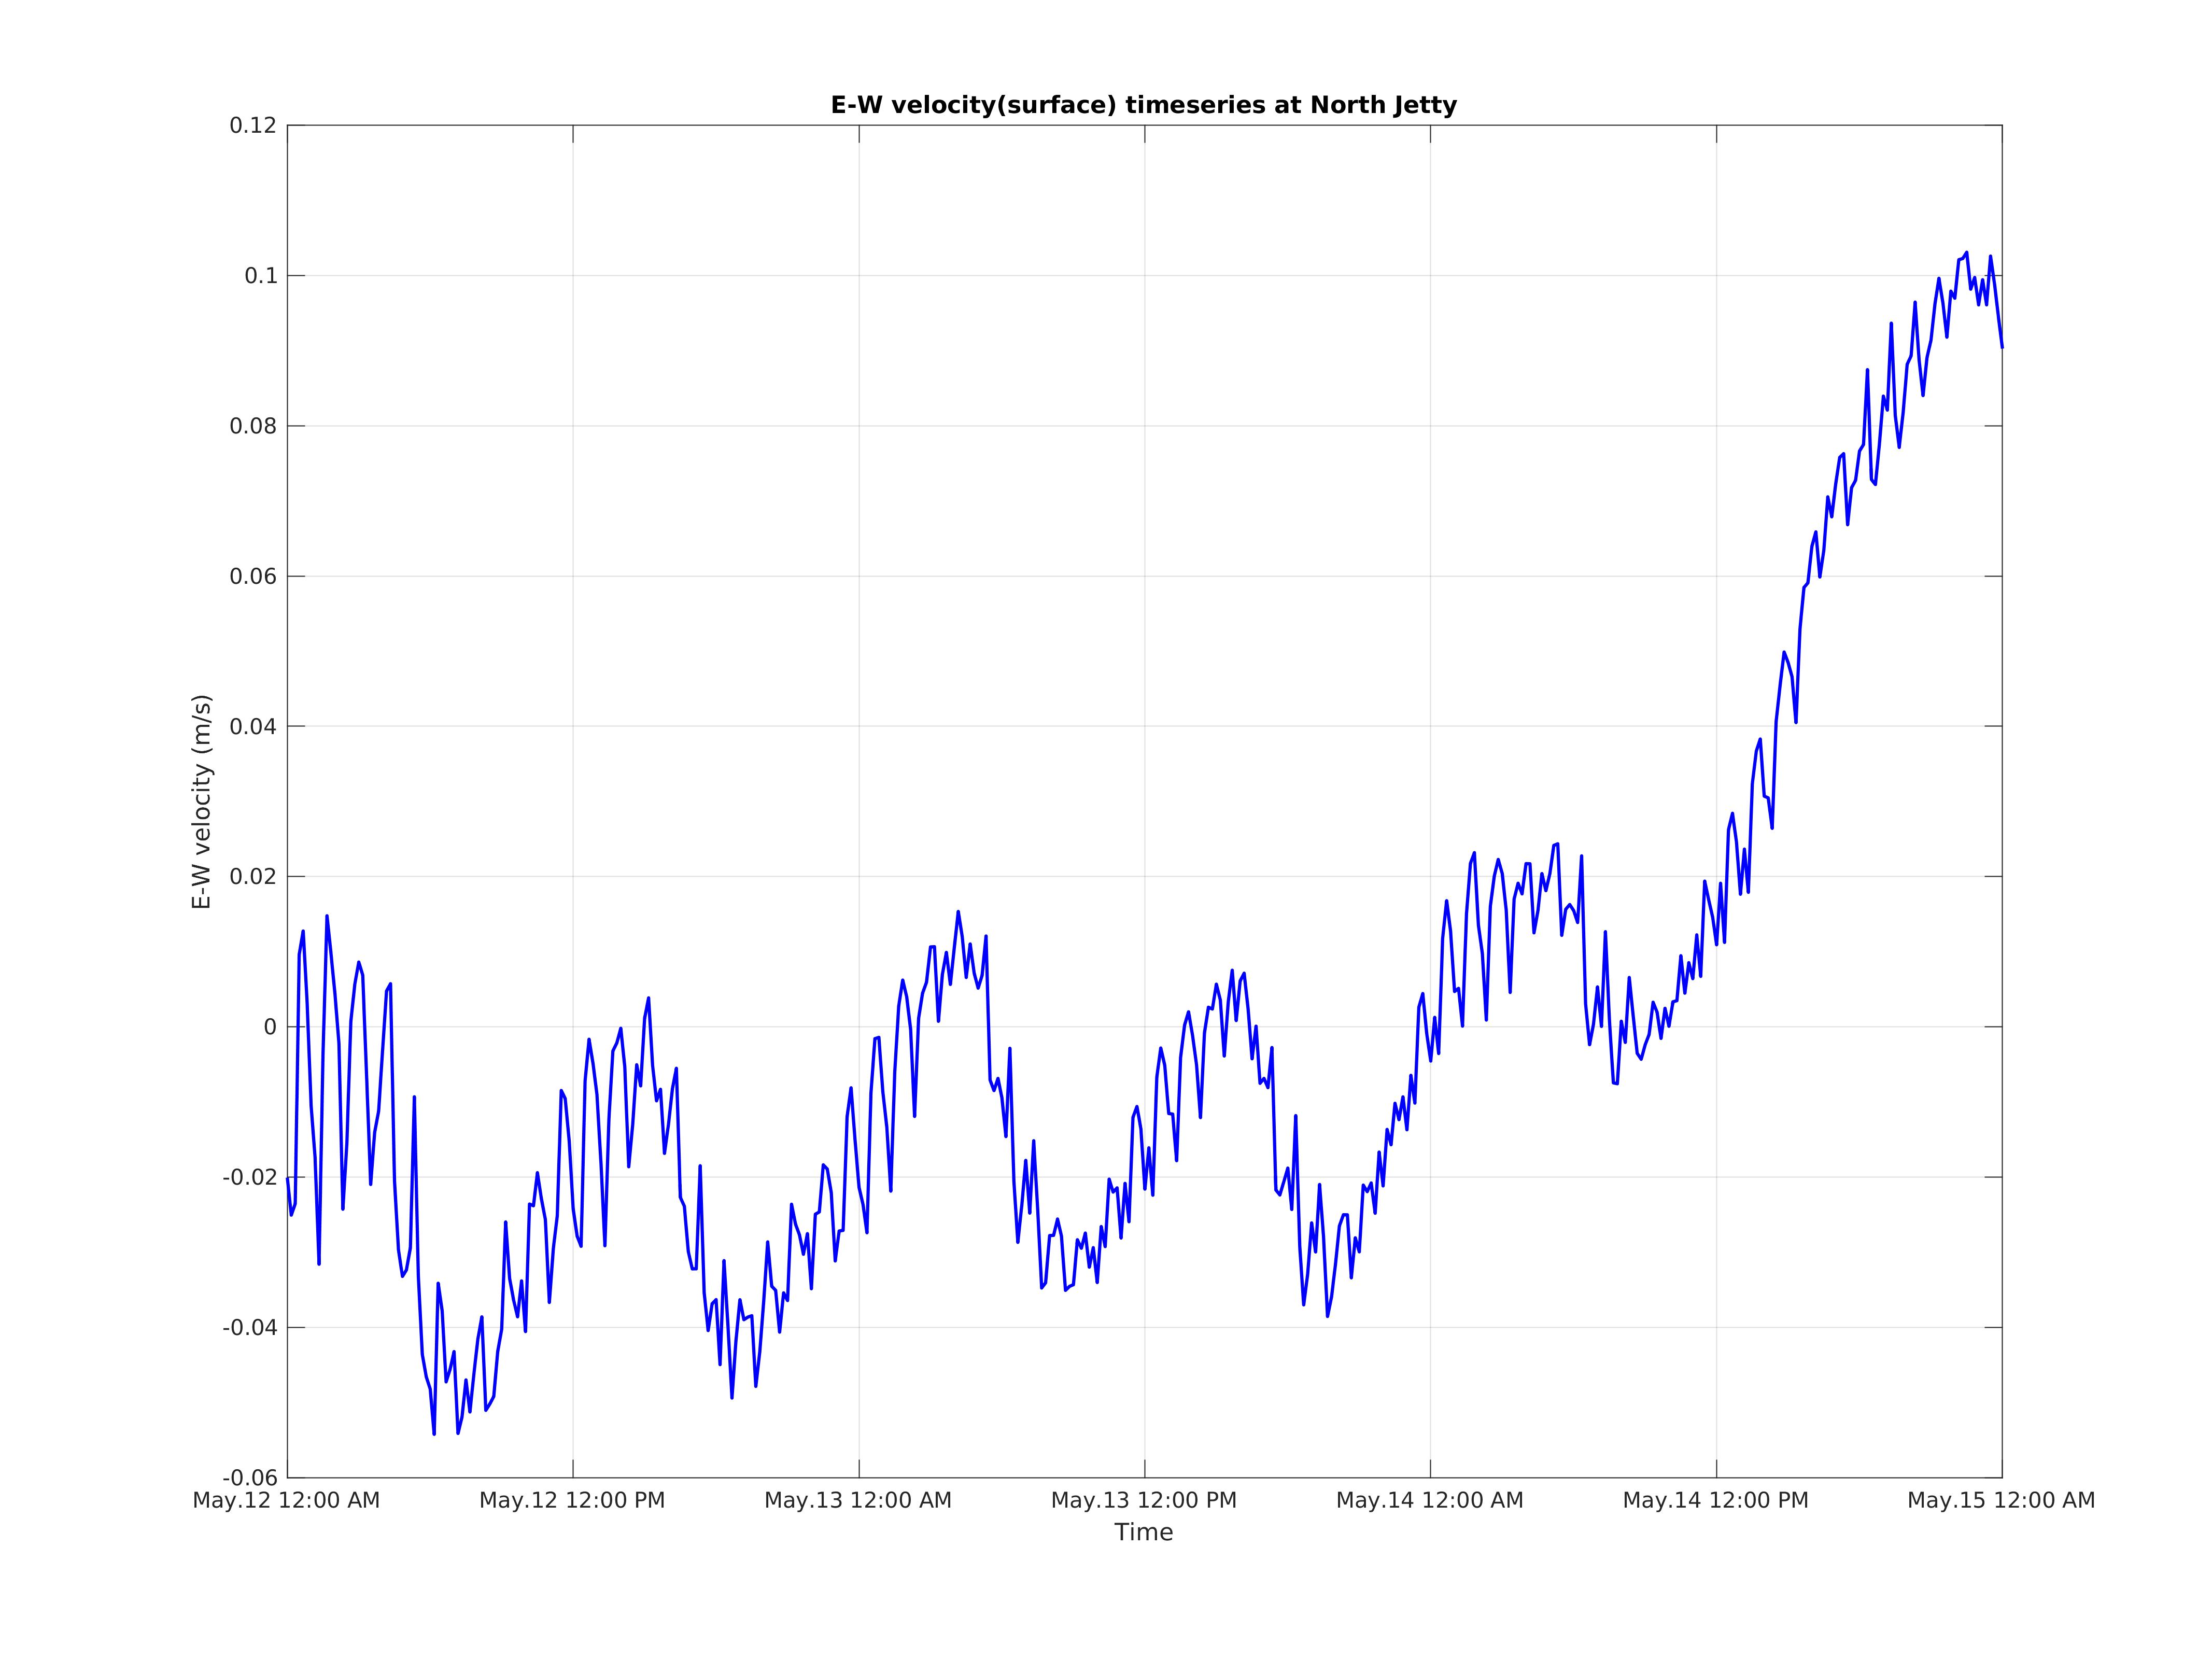 E-W velocity(surface) timeseries at North Jetty
0.12
0.1
0.08
0.06
0.04
0.02
0
-0.02
-0.04
-0.06
E-W velocity (m/s)
May.12 12:00 AM May.12 12:00 PM May.13 12:00 AM May.13 12:00 PM May.14 12:00 AM May.14 12:00 PM May.15 12:00 AM
Time